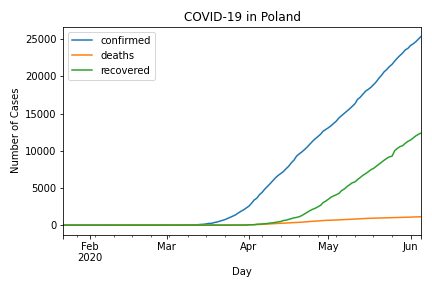 COVID-19 in Poland
confirmed
deaths
recovered
Number of Cases
25000
20000
15000
10000
5000
0
Feb
2020
Mar
Apr
May
Jun
Day